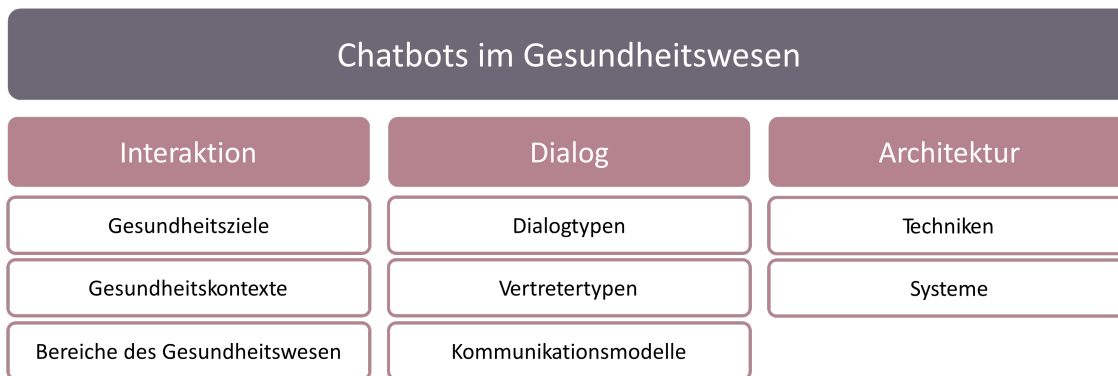 Chatbots im Gesundheitswesen
Interaktion
Dialog
Architektur
Gesundheitsziele
Dialogtypen
Techniken
Gesundheitskontexte
Vertretertypen
Systeme
Bereiche des Gesundheitswesen
Kommunikationsmodelle